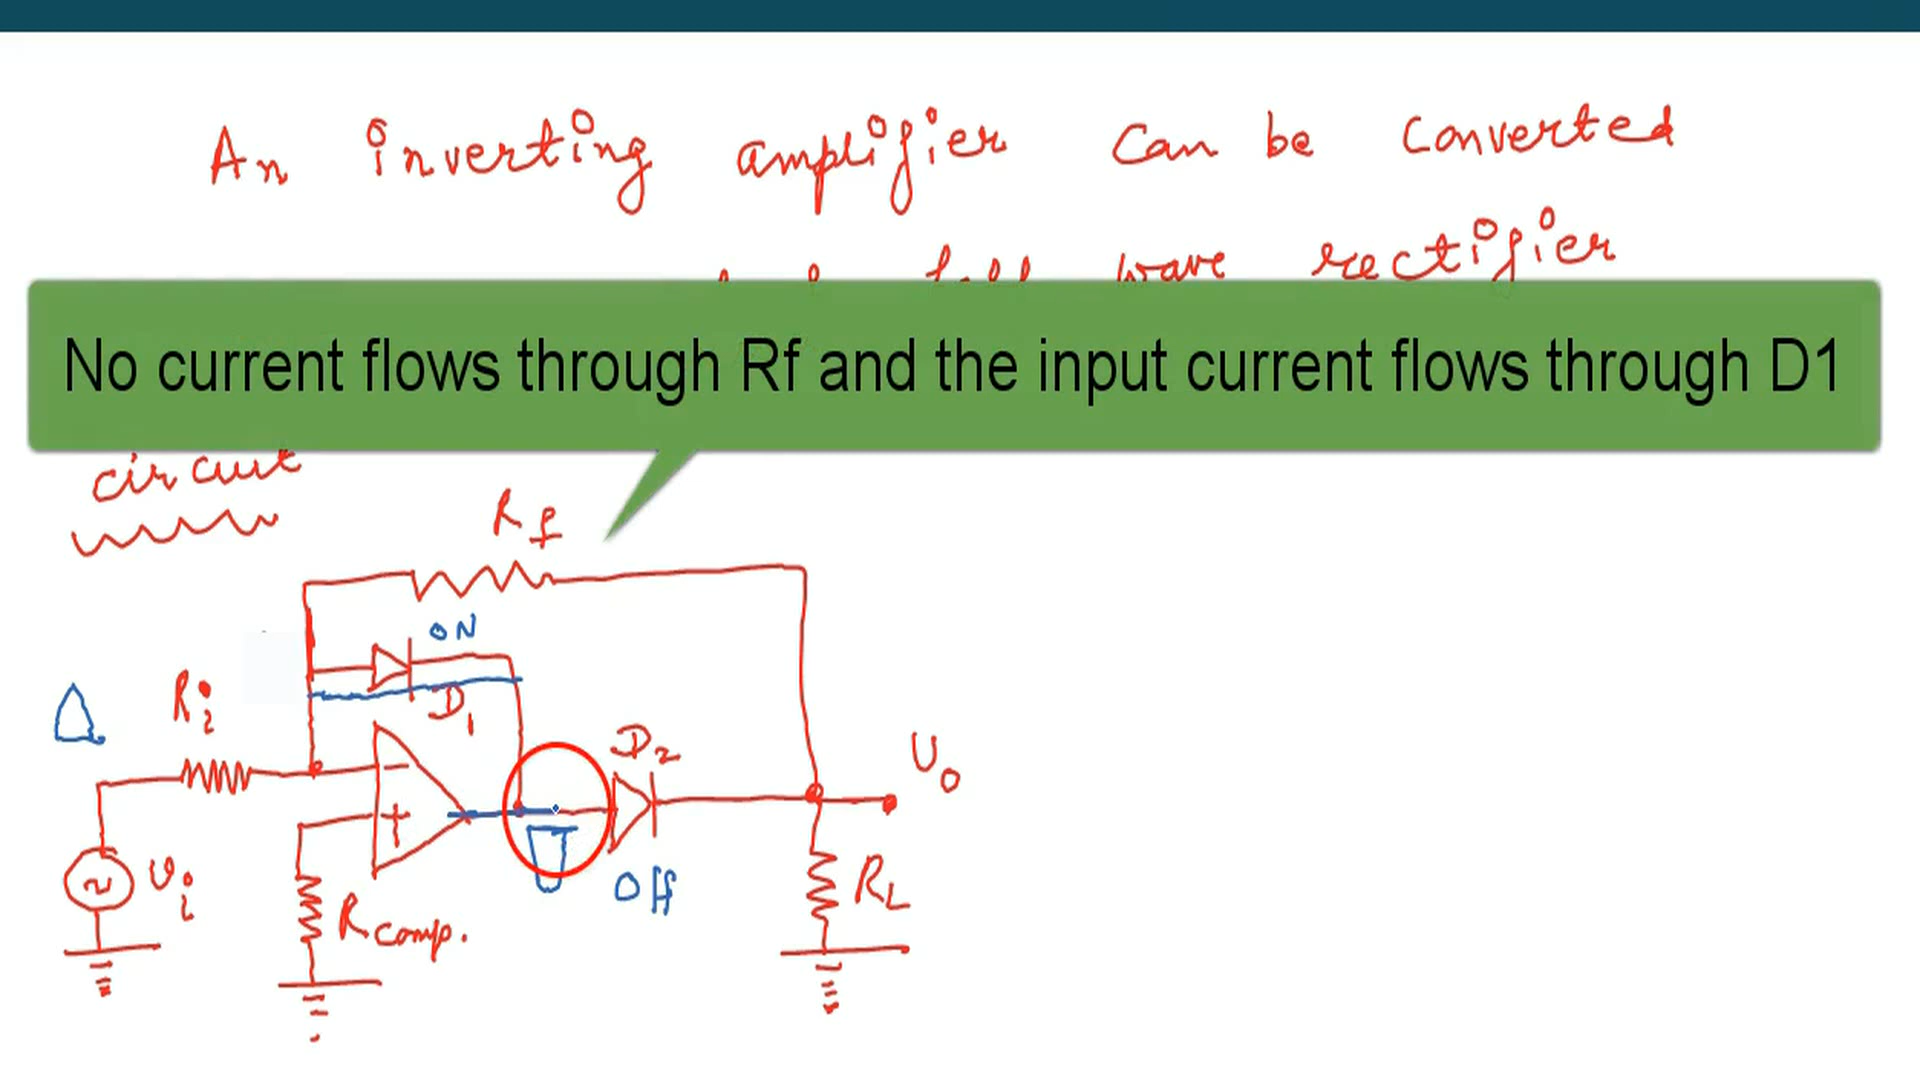 An inverting amplifier can be converted
wave rectifier
No current flows through Rf and the input current flows through D1
circuit
Rf
ON
Ri
D1
D2
Vo
-
+
Vi
Off
RL
Rcomp.